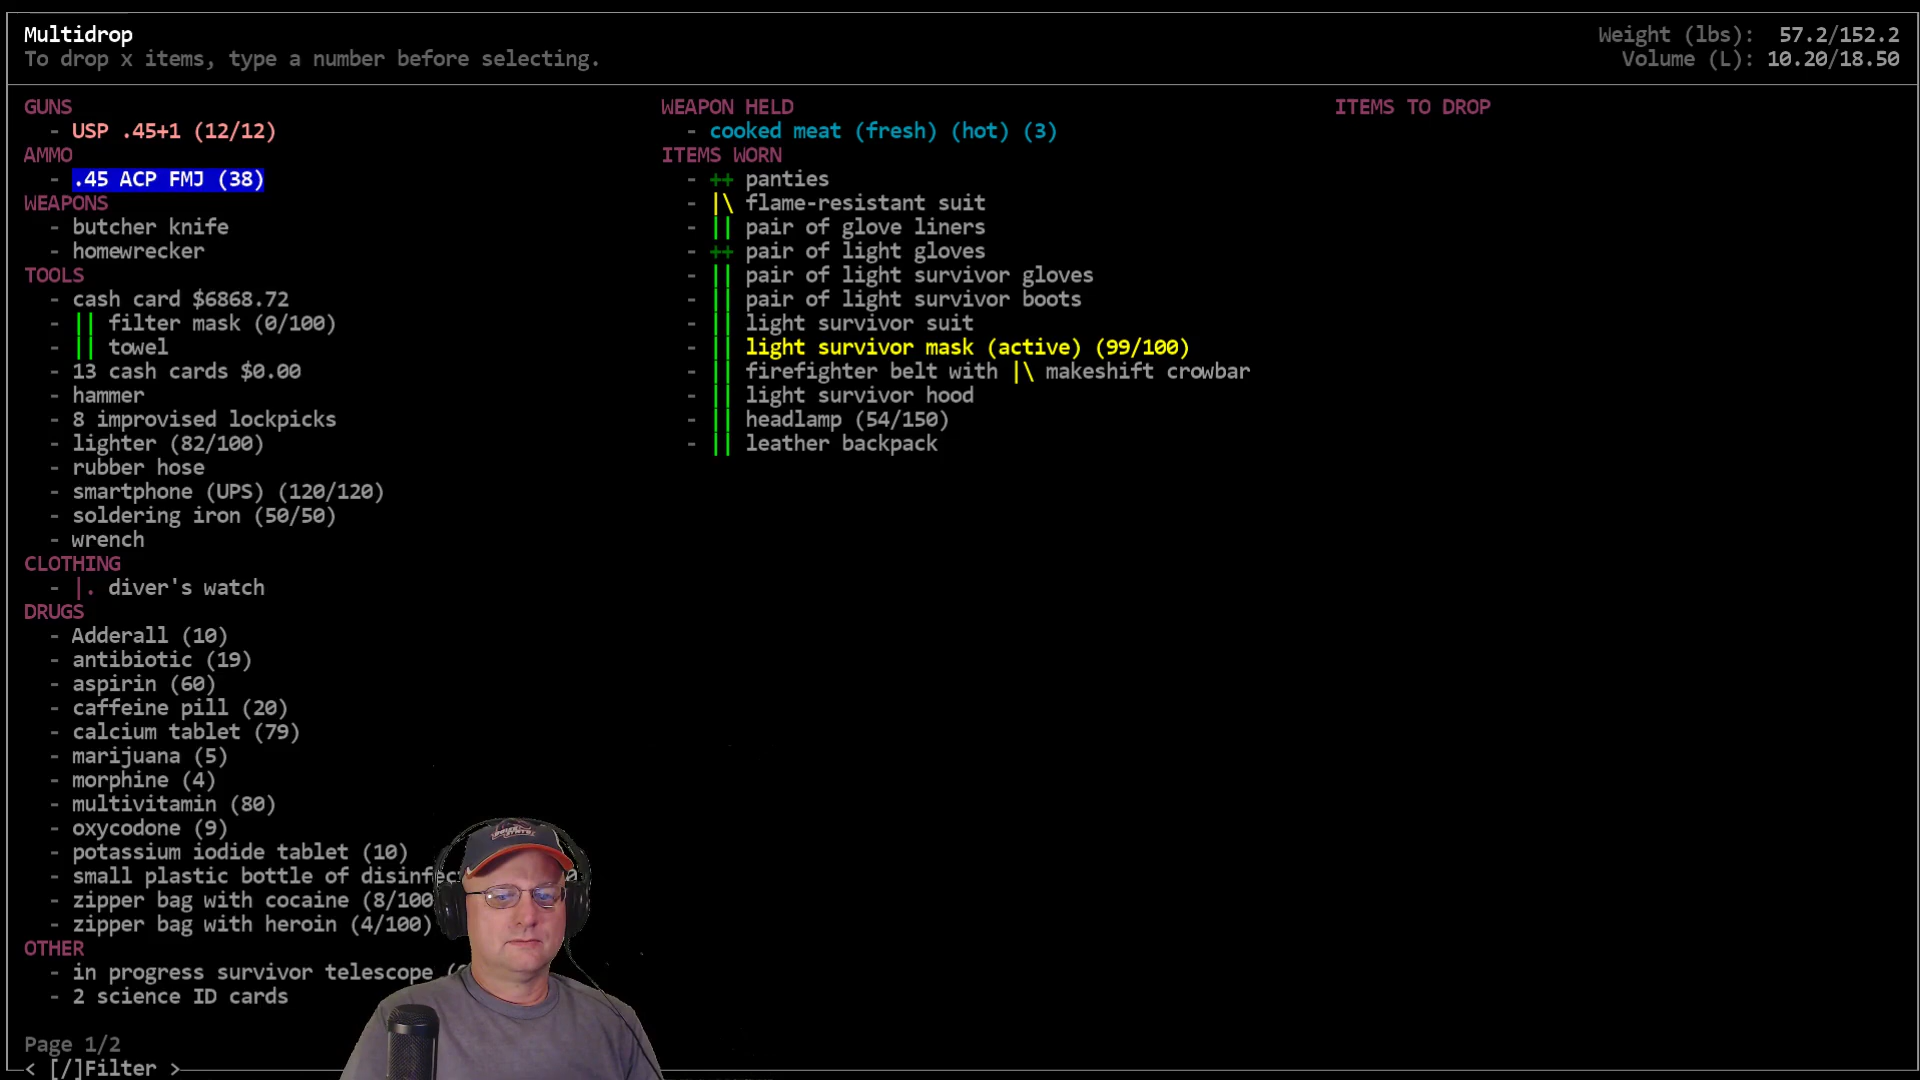 Multidrop
To drop x items, type a number before selecting.
Weight (lbs): 57.2/152.2
Volume (L): 10.20/18.50
GUNS
- USP .45+1 (12/12)
AMMO
- .45 ACP FMJ (38)
WEAPONS
- butcher knife
- homewrecker
TOOLS
- cash card $6868.72
- || filter mask (0/100)
- || towel
- 13 cash cards $0.00
- hammer
- 8 improvised lockpicks
- lighter (82/100)
- rubber hose
- smartphone (UPS) (120/120)
- soldering iron (50/50)
- wrench
CLOTHING
- |. diver's watch
DRUGS
- Adderall (10)
- antibiotic (19)
- aspirin (60)
- caffeine pill (20)
- calcium tablet (79)
- marijuana (5)
- morphine (4)
- multivitamin (80)
- oxycodone (9)
- potassium iodide tablet (10)
- small plastic bottle of
- zipper bag with cocaine (8/100
- zipper bag with heroin (4/100)
OTHER
- in progress survivor telescope
- 2 science ID cards
Page 1/2
< [/]Filter >
WEAPON HELD
- cooked meat (fresh) (hot) (3)
ITEMS WORN
- ++ panties
- |\ flame-resistant suit
- || pair of glove liners
- ++ pair of light gloves
- || pair of light survivor gloves
- || pair of light survivor boots
- || light survivor suit
- || light survivor mask (active) (99/100)
- || firefighter belt with |\ makeshift crowbar
- || light survivor hood
- || headlamp (54/150)
- || leather backpack
ITEMS TO DROP